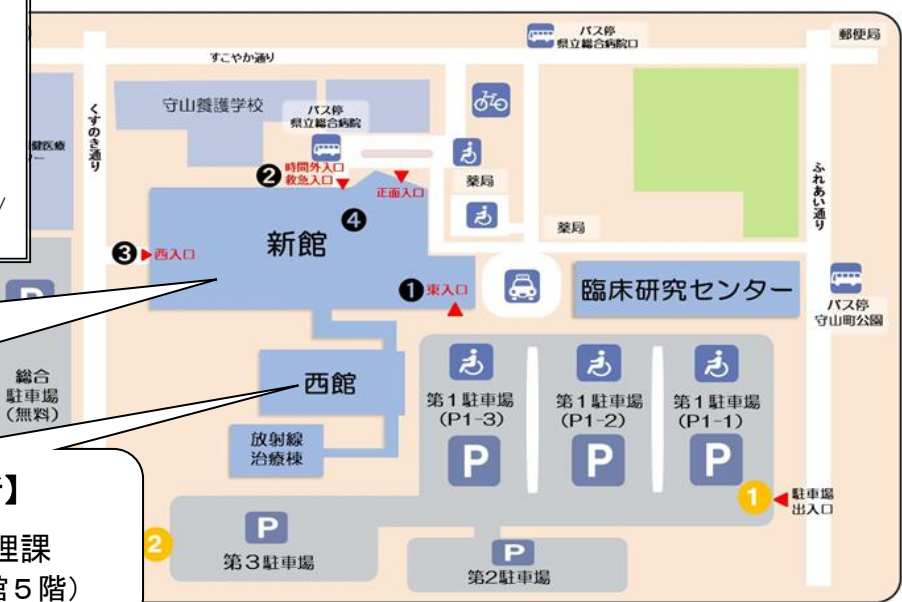 バス停
県立総合病院口
郵便局
すこやか通り
くすのき通り
守山養護学校
バス停
県立総合病院
ふれあい通り
❷
時間外入口
救急入口
正面入口
薬局
薬局
❹
新館
❸
西入口
❶
東入口
臨床研究センター
バス停
守山町公園
P
総合
駐車場
(無料)
西館
第1駐車場
(P1-3)
P
第1駐車場
(P1-2)
P
第1駐車場
(P1-1)
P
放射線
治療棟
1
駐車場
出入口
】
理課
館5階)
2
P
第3駐車場
P
第2駐車場